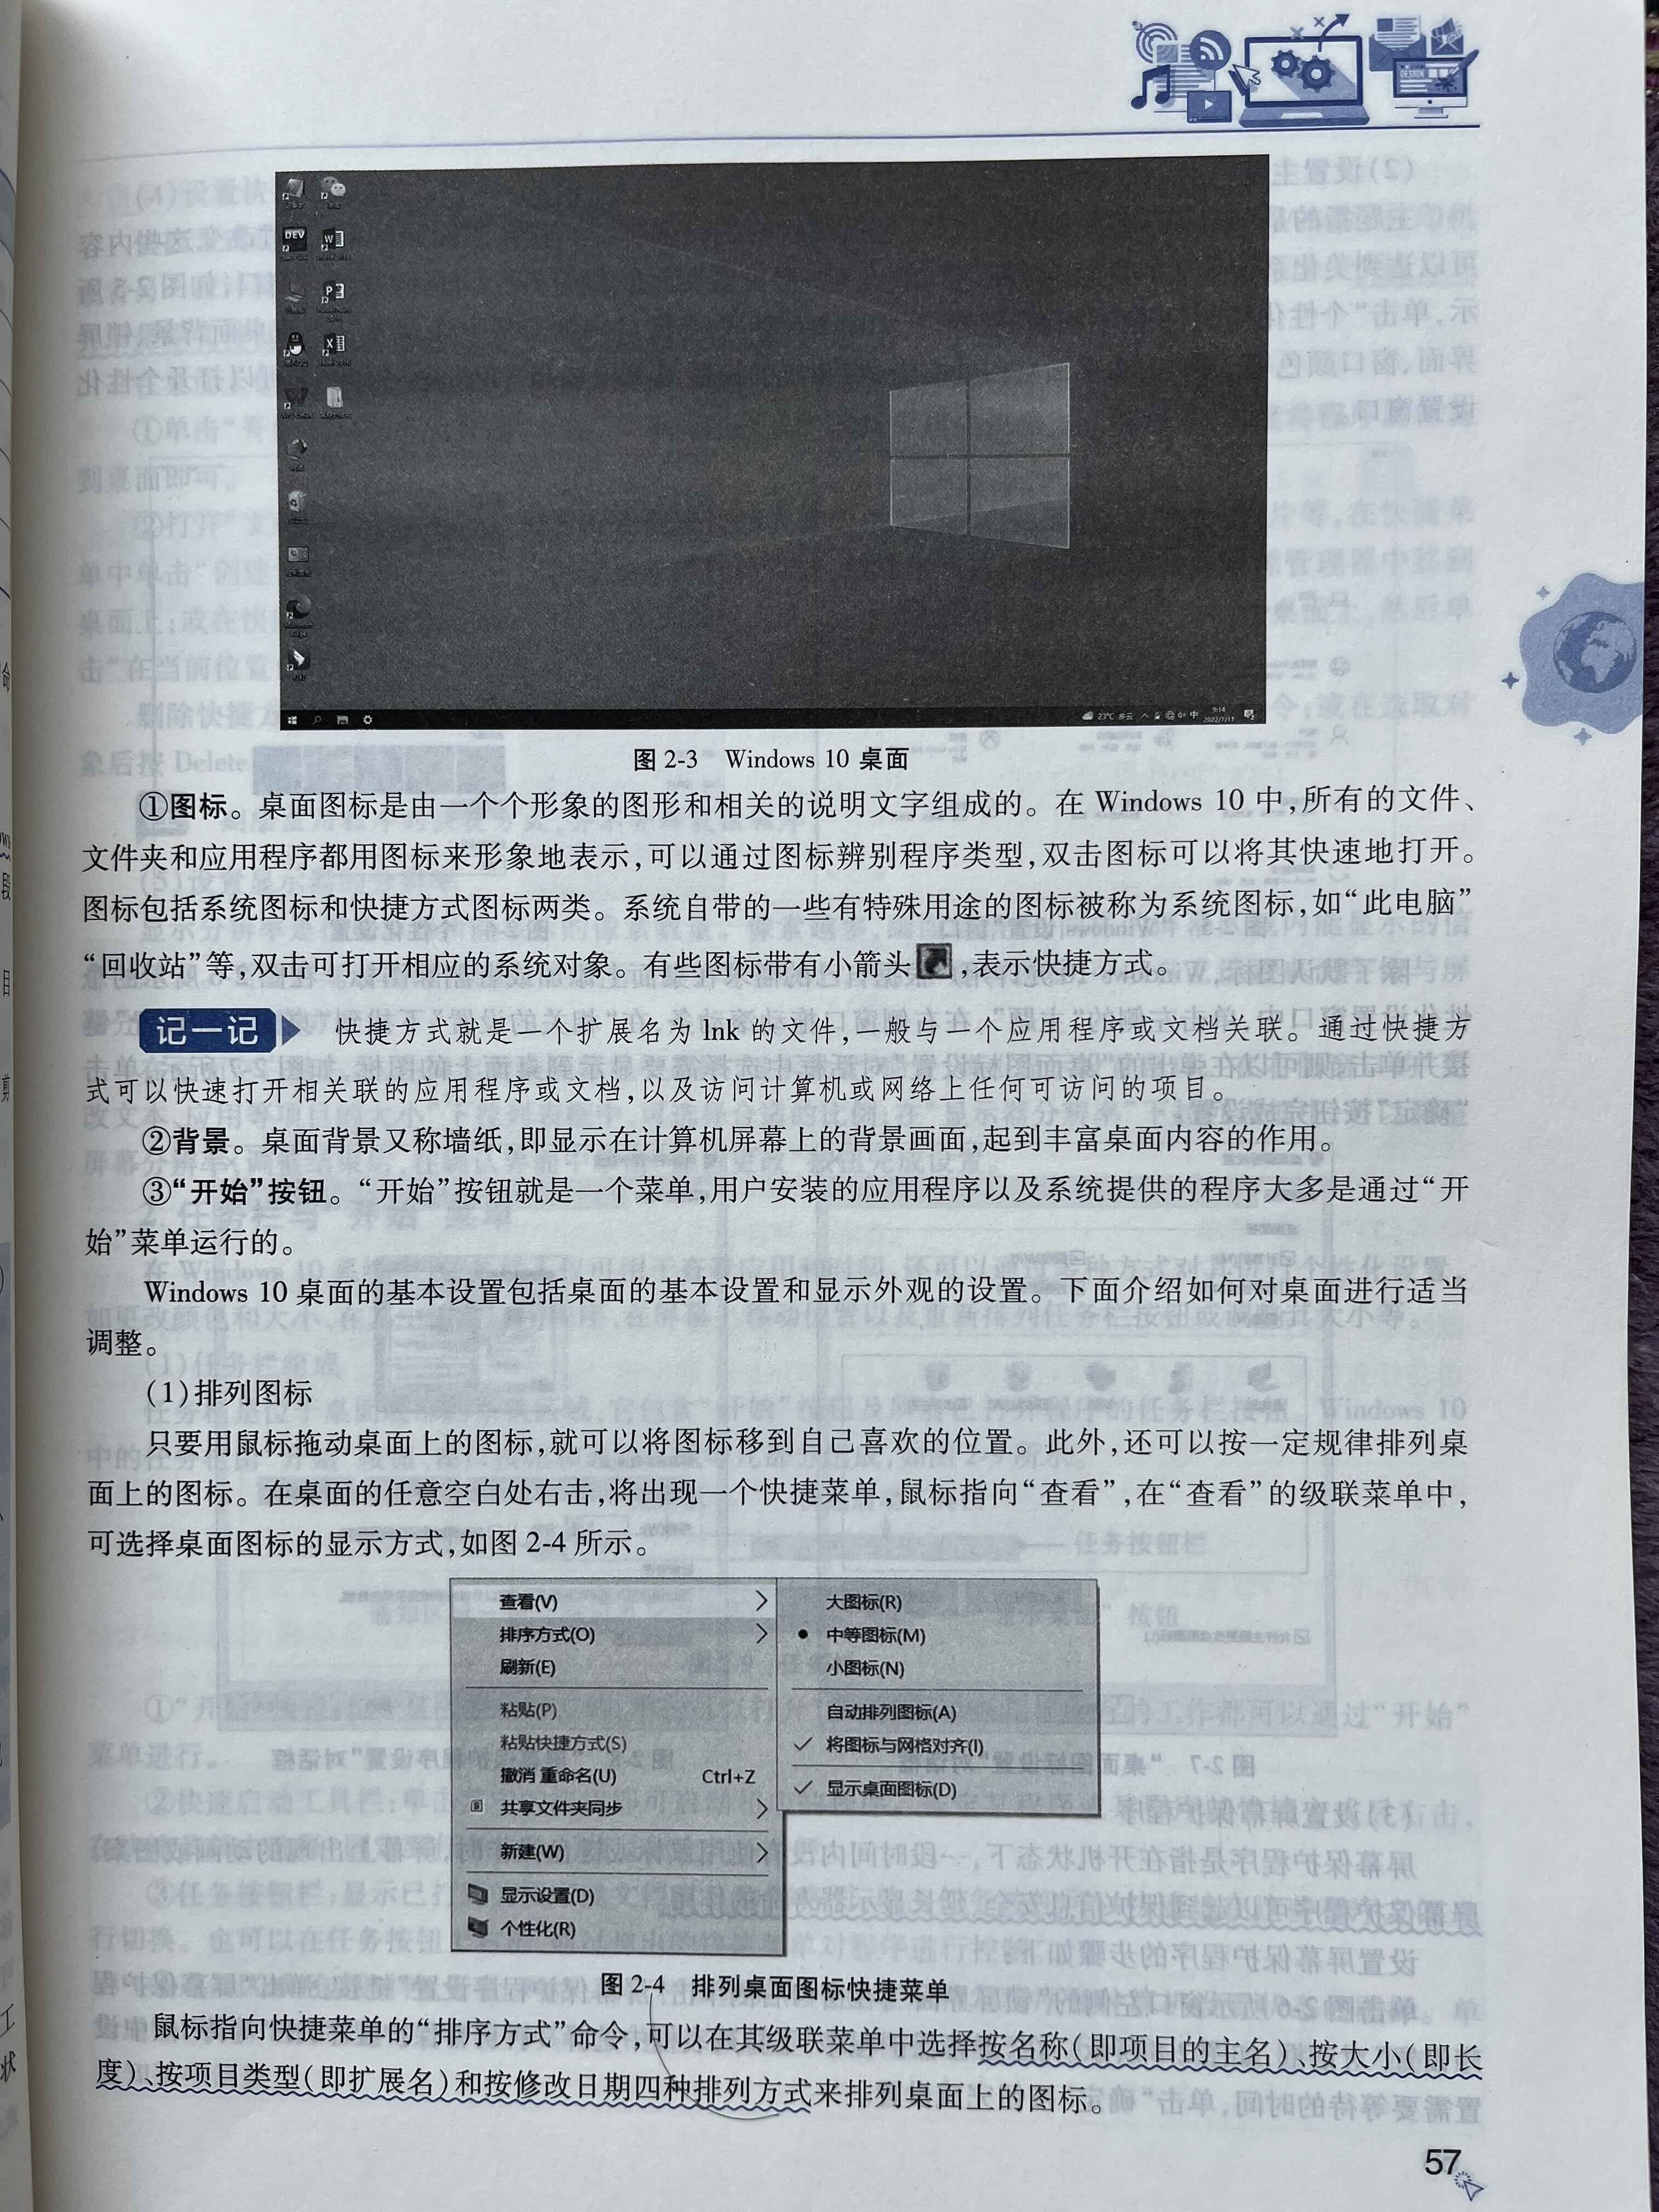 DESIGN
DEV
23℃ 多云
中
9:14
2022/7/11
图 2-3 Windows 10 桌面
①图标。桌面图标是由一个个形象的图形和相关的说明文字组成的。在 Windows 10 中,所有的文件、
文件夹和应用程序都用图标来形象地表示,可以通过图标辨别程序类型,双击图标可以将其快速地打开。
图标包括系统图标和快捷方式图标两类。系统自带的一些有特殊用途的图标被称为系统图标,如“此电脑”
“回收站”等,双击可打开相应的系统对象。有些图标带有小箭头,表示快捷方式。
记一记 快捷方式就是一个扩展名为 lnk 的文件,一般与一个应用程序或文档关联。通过快捷方
式可以快速打开相关联的应用程序或文档,以及访问计算机或网络上任何可访问的项目。
②背景。桌面背景又称墙纸,即显示在计算机屏幕上的背景画面,起到丰富桌面内容的作用。
③“开始”按钮。“开始”按钮就是一个菜单,用户安装的应用程序以及系统提供的程序大多是通过“开
始”菜单运行的。
Windows 10 桌面的基本设置包括桌面的基本设置和显示外观的设置。下面介绍如何对桌面进行适当
调整。
(1)排列图标
只要用鼠标拖动桌面上的图标,就可以将图标移到自己喜欢的位置。此外,还可以按一定规律排列桌
面上的图标。在桌面的任意空白处右击,将出现一个快捷菜单,鼠标指向“查看”,在“查看”的级联菜单中,
可选择桌面图标的显示方式,如图 2-4 所示。
查看(V)
排序方式(O)
刷新(E)
粘贴(P)
粘贴快捷方式(S)
撤消 重命名(U) Ctrl+Z
共享文件夹同步
新建(W)
显示设置(D)
个性化(R)
大图标(R)
中等图标(M)
小图标(N)
自动排列图标(A)
将图标与网格对齐(I)
显示桌面图标(D)
图 2-4 排列桌面图标快捷菜单
鼠标指向快捷菜单的“排序方式”命令,可以在其级联菜单中选择按名称(即项目的主名)、按大小(即长
度)、按项目类型(即扩展名)和按修改日期四种排列方式来排列桌面上的图标。
57